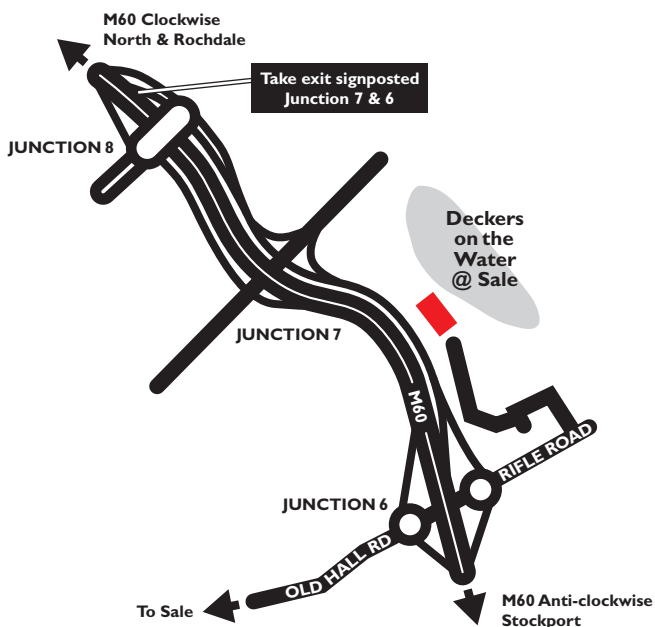 M60 Clockwise
North & Rochdale
Take exit signposted
Junction 7 & 6
JUNCTION 8
Deckers
on the
Water
@ Sale
JUNCTION 7
M60
RIFLE ROAD
JUNCTION 6
OLD HALL RD
To Sale
M60 Anti-clockwise
Stockport